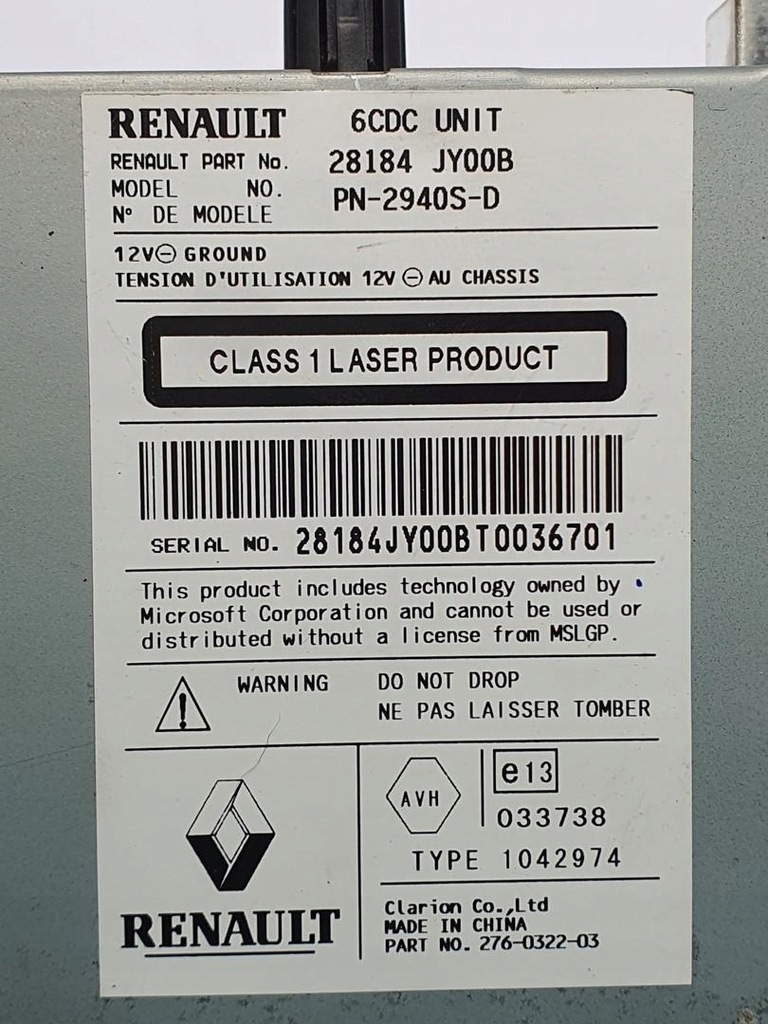 RENAULT 6CDC UNIT
RENAULT PART No. 28184 JY00B
MODEL NO. PN-2940S-D
N° DE MODELE
12V⊖ GROUND
TENSION D'UTILISATION 12V ⊖ AU CHASSIS
CLASS 1 LASER PRODUCT
SERIAL NO. 28184JY00BT0036701
This product includes technology owned by
Microsoft Corporation and cannot be used or
distributed without a license from MSLGP.
WARNING DO NOT DROP
NE PAS LAISSER TOMBER
AVH e13
033738
TYPE 1042974
RENAULT
Clarion Co.,Ltd
MADE IN CHINA
PART NO. 276-0322-03